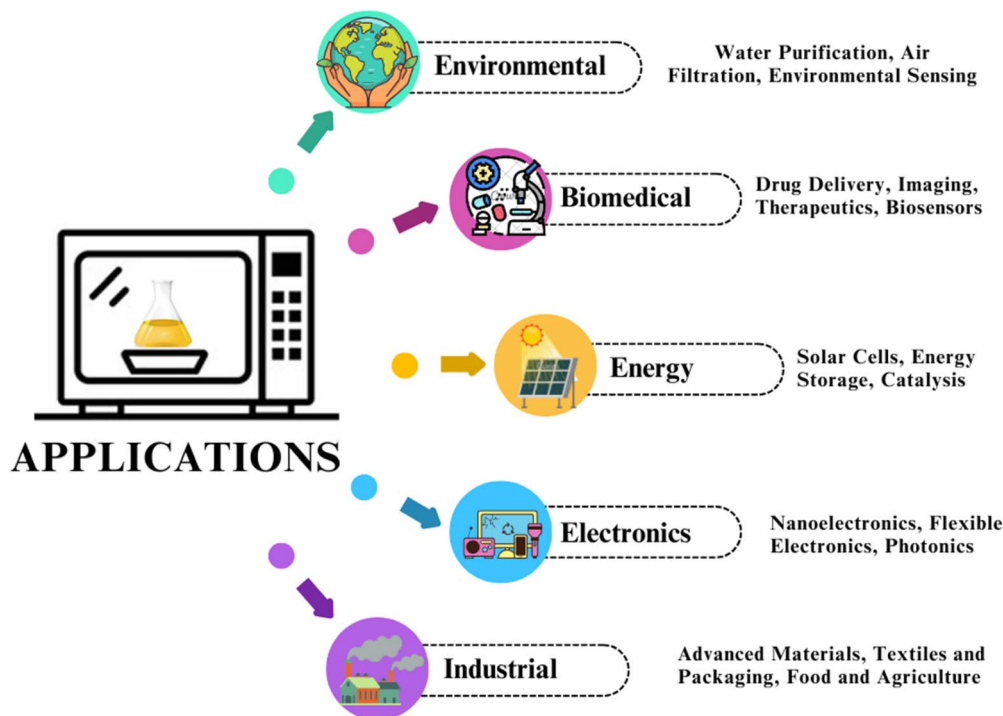 Environmental
Water Purification, Air
Filtration, Environmental Sensing
Biomedical
Drug Delivery, Imaging,
Therapeutics, Biosensors
Energy
Solar Cells, Energy
Storage, Catalysis
APPLICATIONS
Electronics
Nanoelectronics, Flexible
Electronics, Photonics
Industrial
Advanced Materials, Textiles and
Packaging, Food and Agriculture